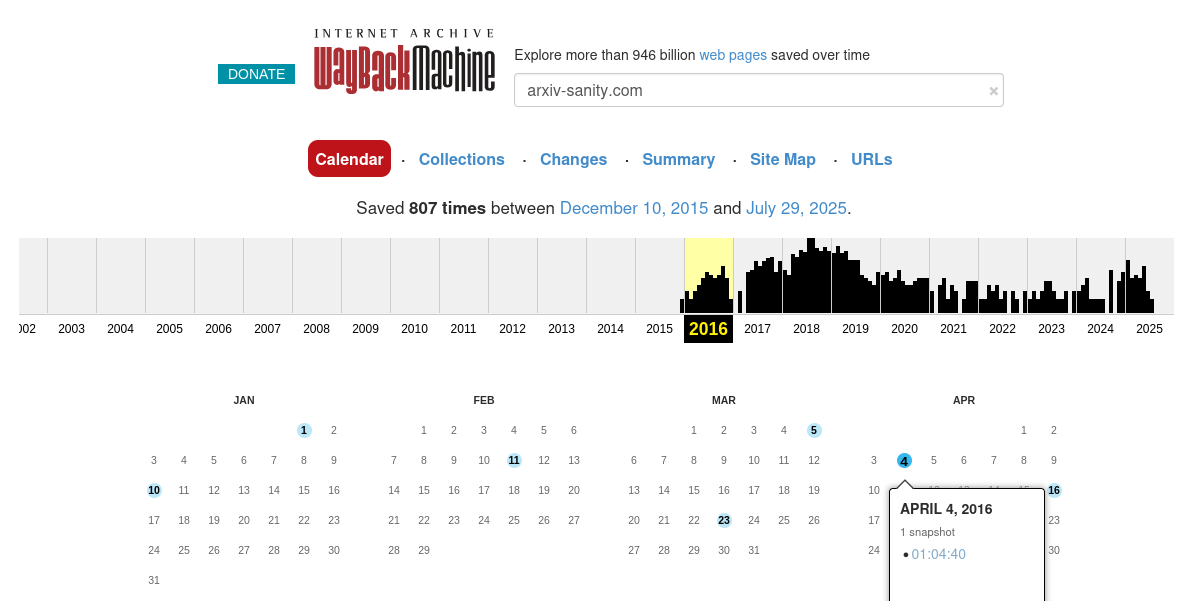 INTERNET ARCHIVE
WayBackMachine
DONATE
Explore more than 946 billion web pages saved over time
arxiv-sanity.com ×
Calendar · Collections · Changes · Summary · Site Map · URLs
Saved 807 times between December 10, 2015 and July 29, 2025.
002 2003 2004 2005 2006 2007 2008 2009 2010 2011 2012 2013 2014 2015 2016 2017 2018 2019 2020 2021 2022 2023 2024 2025
JAN
1 2
3 4 5 6 7 8 9
10 11 12 13 14 15 16
17 18 19 20 21 22 23
24 25 26 27 28 29 30
31
FEB
1 2 3 4 5 6
7 8 9 10 11 12 13
14 15 16 17 18 19 20
21 22 23 24 25 26 27
28 29
MAR
1 2 3 4 5
6 7 8 9 10 11 12
13 14 15 16 17 18 19
20 21 22 23 24 25 26
27 28 29 30 31
APR
1 2
3 4 5 6 7 8 9
10 16
17 23
24 30
APRIL 4, 2016
1 snapshot
• 01:04:40